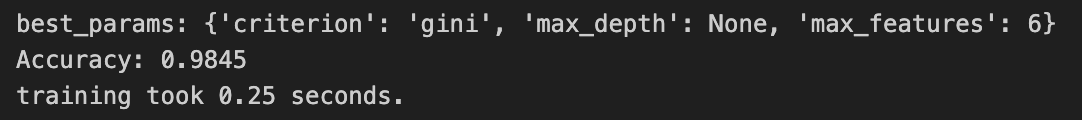 best_params: {'criterion': 'gini', 'max_depth': None, 'max_features': 6}
Accuracy: 0.9845
training took 0.25 seconds.